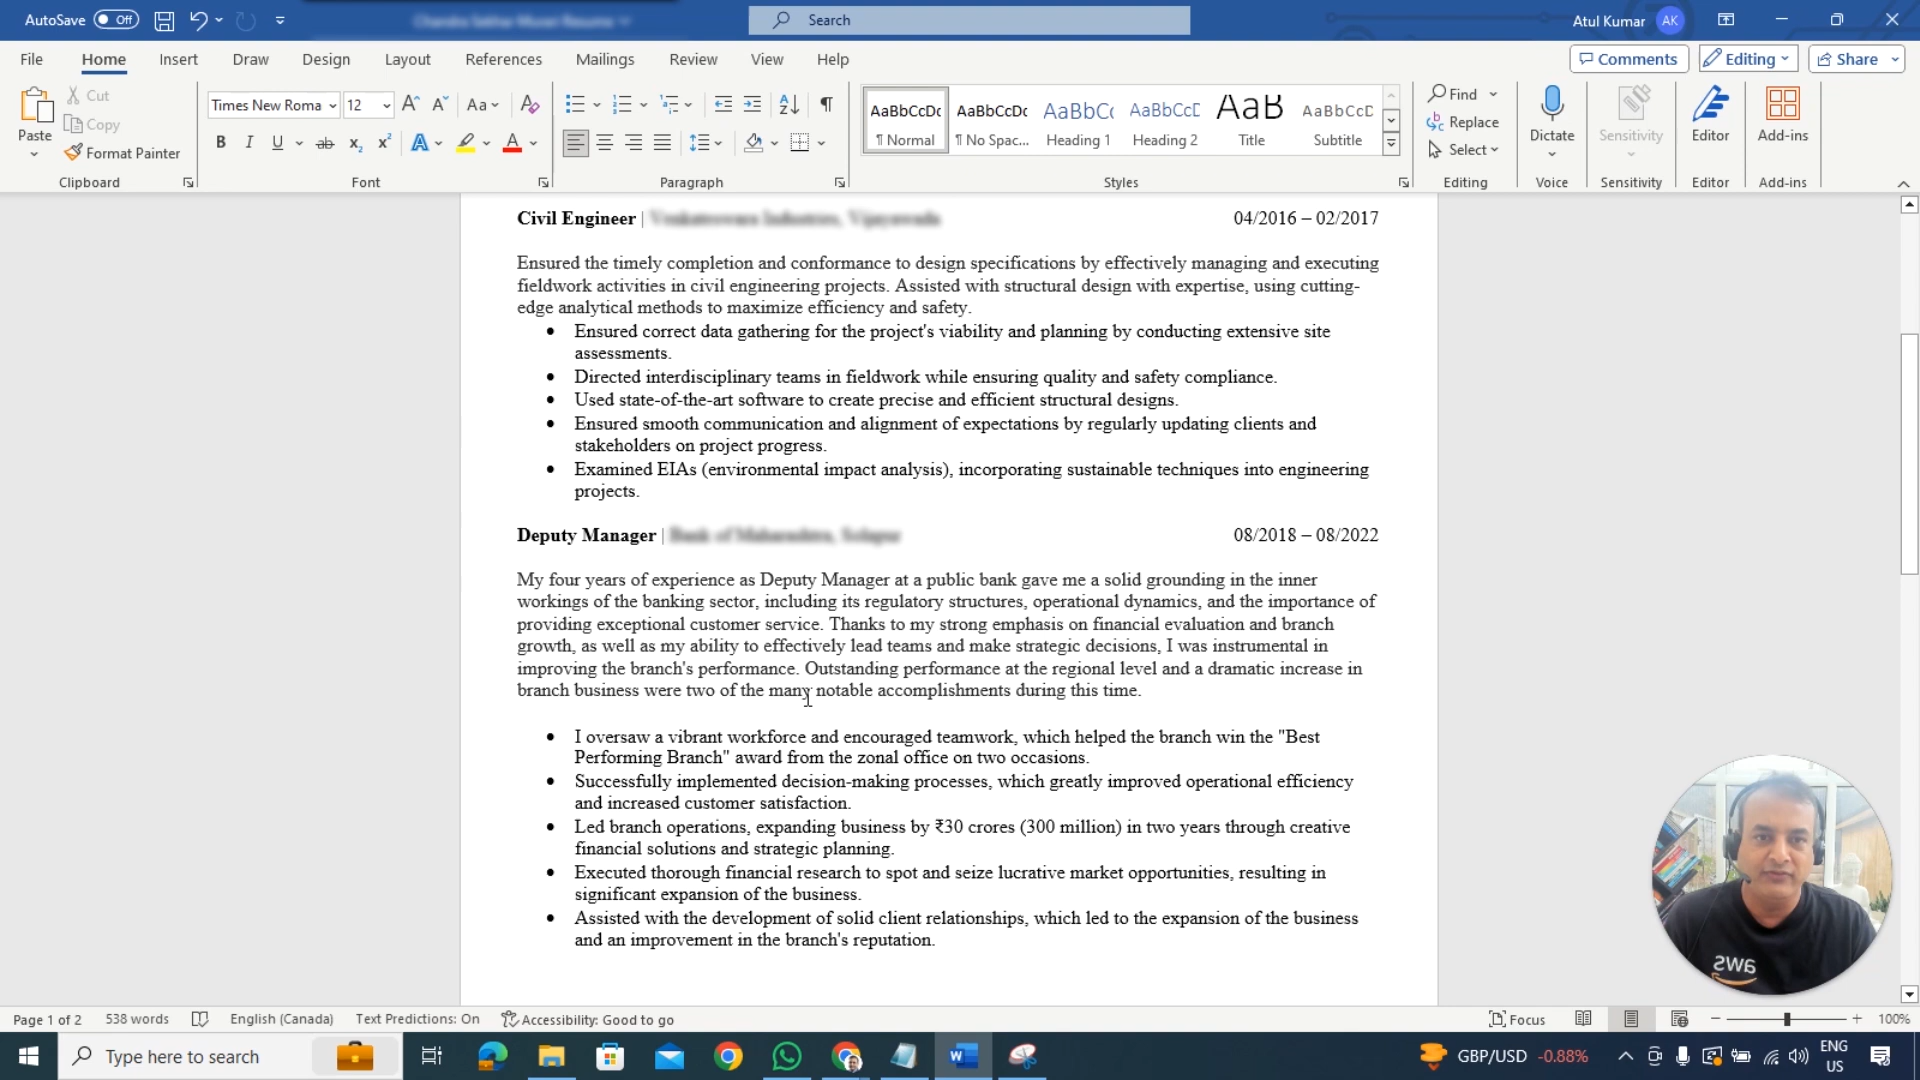 AutoSave Off
Search
Atul Kumar AK
File Home Insert Draw Design Layout References Mailings Review View Help
Comments Editing Share
Paste Cut
Copy
Format Painter
Clipboard
Times New Roma 12 Aa
B I U ab x₂ x² A A
Font
Paragraph
AaBbCcDc AaBbCcDc AaBbCc AaBbCcD AaB AaBbCcD
¶ Normal ¶ No Spac... Heading 1 Heading 2 Title Subtitle
Styles
Find
Replace
Select
Editing
Dictate
Voice
Sensitivity
Sensitivity
Editor
Editor
Add-ins
Add-ins
Civil Engineer | 04/2016 – 02/2017
Ensured the timely completion and conformance to design specifications by effectively managing and executing
fieldwork activities in civil engineering projects. Assisted with structural design with expertise, using cutting-
edge analytical methods to maximize efficiency and safety.
• Ensured correct data gathering for the project's viability and planning by conducting extensive site
assessments.
• Directed interdisciplinary teams in fieldwork while ensuring quality and safety compliance.
• Used state-of-the-art software to create precise and efficient structural designs.
• Ensured smooth communication and alignment of expectations by regularly updating clients and
stakeholders on project progress.
• Examined EIAs (environmental impact analysis), incorporating sustainable techniques into engineering
projects.
Deputy Manager | 08/2018 – 08/2022
My four years of experience as Deputy Manager at a public bank gave me a solid grounding in the inner
workings of the banking sector, including its regulatory structures, operational dynamics, and the importance of
providing exceptional customer service. Thanks to my strong emphasis on financial evaluation and branch
growth, as well as my ability to effectively lead teams and make strategic decisions, I was instrumental in
improving the branch's performance. Outstanding performance at the regional level and a dramatic increase in
branch business were two of the many notable accomplishments during this time.
• I oversaw a vibrant workforce and encouraged teamwork, which helped the branch win the "Best
Performing Branch" award from the zonal office on two occasions.
• Successfully implemented decision-making processes, which greatly improved operational efficiency
and increased customer satisfaction.
• Led branch operations, expanding business by ₹30 crores (300 million) in two years through creative
financial solutions and strategic planning.
• Executed thorough financial research to spot and seize lucrative market opportunities, resulting in
significant expansion of the business.
• Assisted with the development of solid client relationships, which led to the expansion of the business
and an improvement in the branch's reputation.
aws
Page 1 of 2 538 words English (Canada) Text Predictions: On Accessibility: Good to go Focus 100%
Type here to search
GBP/USD -0.88%
ENG
US